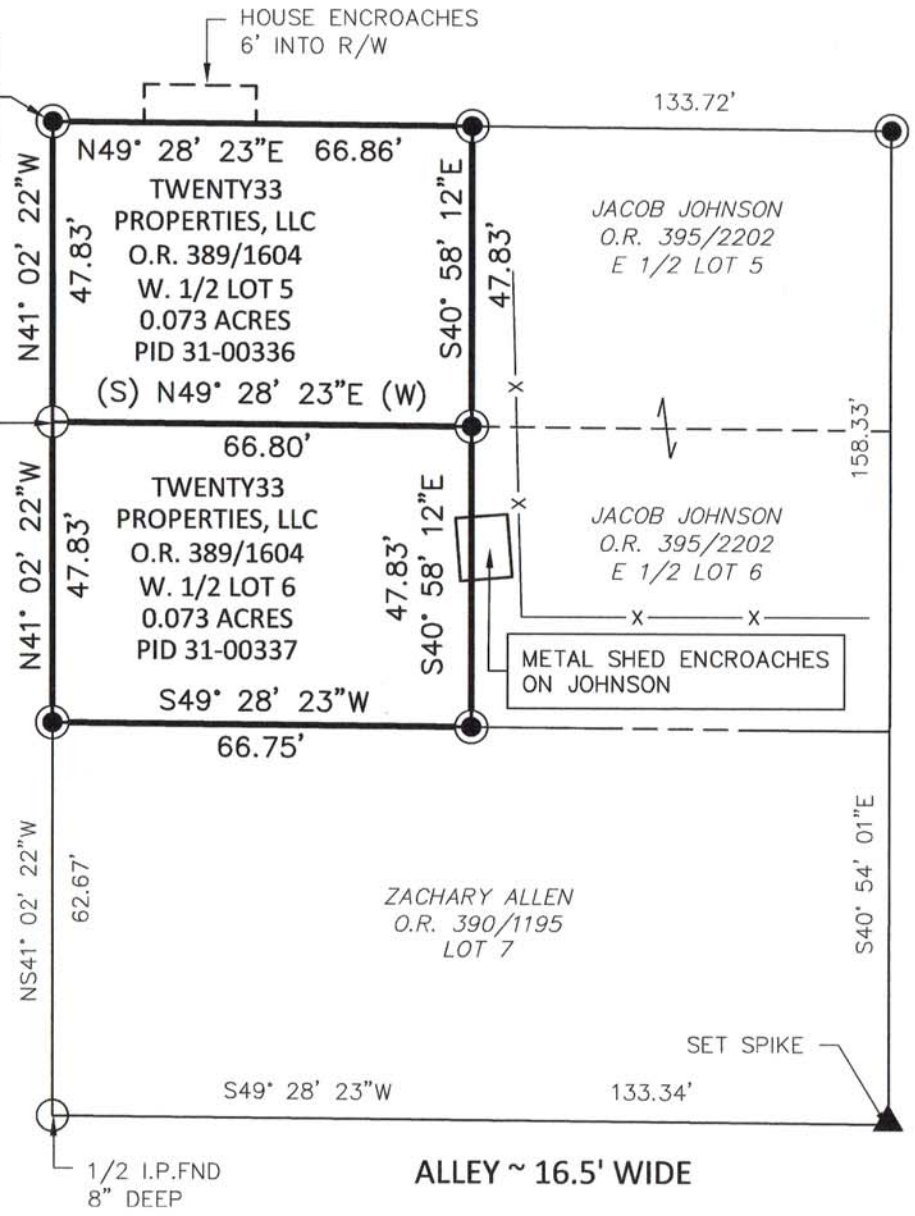 HOUSE ENCROACHES
6' INTO R/W
133.72'
N49° 28' 23"E 66.86'
N41° 02' 22"W
47.83'
TWENTY33
PROPERTIES, LLC
O.R. 389/1604
W. 1/2 LOT 5
0.073 ACRES
PID 31-00336
S40° 58' 12"E
47.83'
JACOB JOHNSON
O.R. 395/2202
E 1/2 LOT 5
(S) N49° 28' 23"E (W)
66.80'
X
158.33'
N41° 02' 22"W
47.83'
TWENTY33
PROPERTIES, LLC
O.R. 389/1604
W. 1/2 LOT 6
0.073 ACRES
PID 31-00337
47.83'
S40° 58' 12"E
X
JACOB JOHNSON
O.R. 395/2202
E 1/2 LOT 6
X X
METAL SHED ENCROACHES
ON JOHNSON
S49° 28' 23"W
66.75'
NS41° 02' 22"W
62.67'
ZACHARY ALLEN
O.R. 390/1195
LOT 7
S40° 54' 01"E
SET SPIKE
S49° 28' 23"W 133.34'
1/2 I.P.FND
8" DEEP
ALLEY ~ 16.5' WIDE